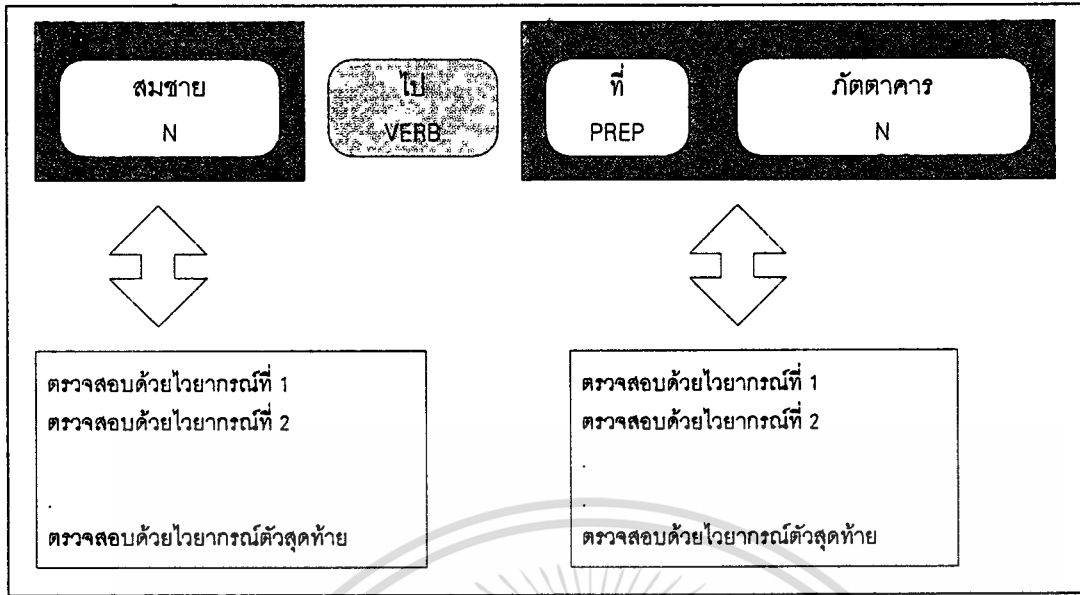 สมชาย
N
ไป
VERB
ที่
PREP
ภัตตาคาร
N
ตรวจสอบด้วยไวยากรณ์ที่ 1
ตรวจสอบด้วยไวยากรณ์ที่ 2
.
ตรวจสอบด้วยไวยากรณ์ตัวสุดท้าย
ตรวจสอบด้วยไวยากรณ์ที่ 1
ตรวจสอบด้วยไวยากรณ์ที่ 2
.
.
ตรวจสอบด้วยไวยากรณ์ตัวสุดท้าย